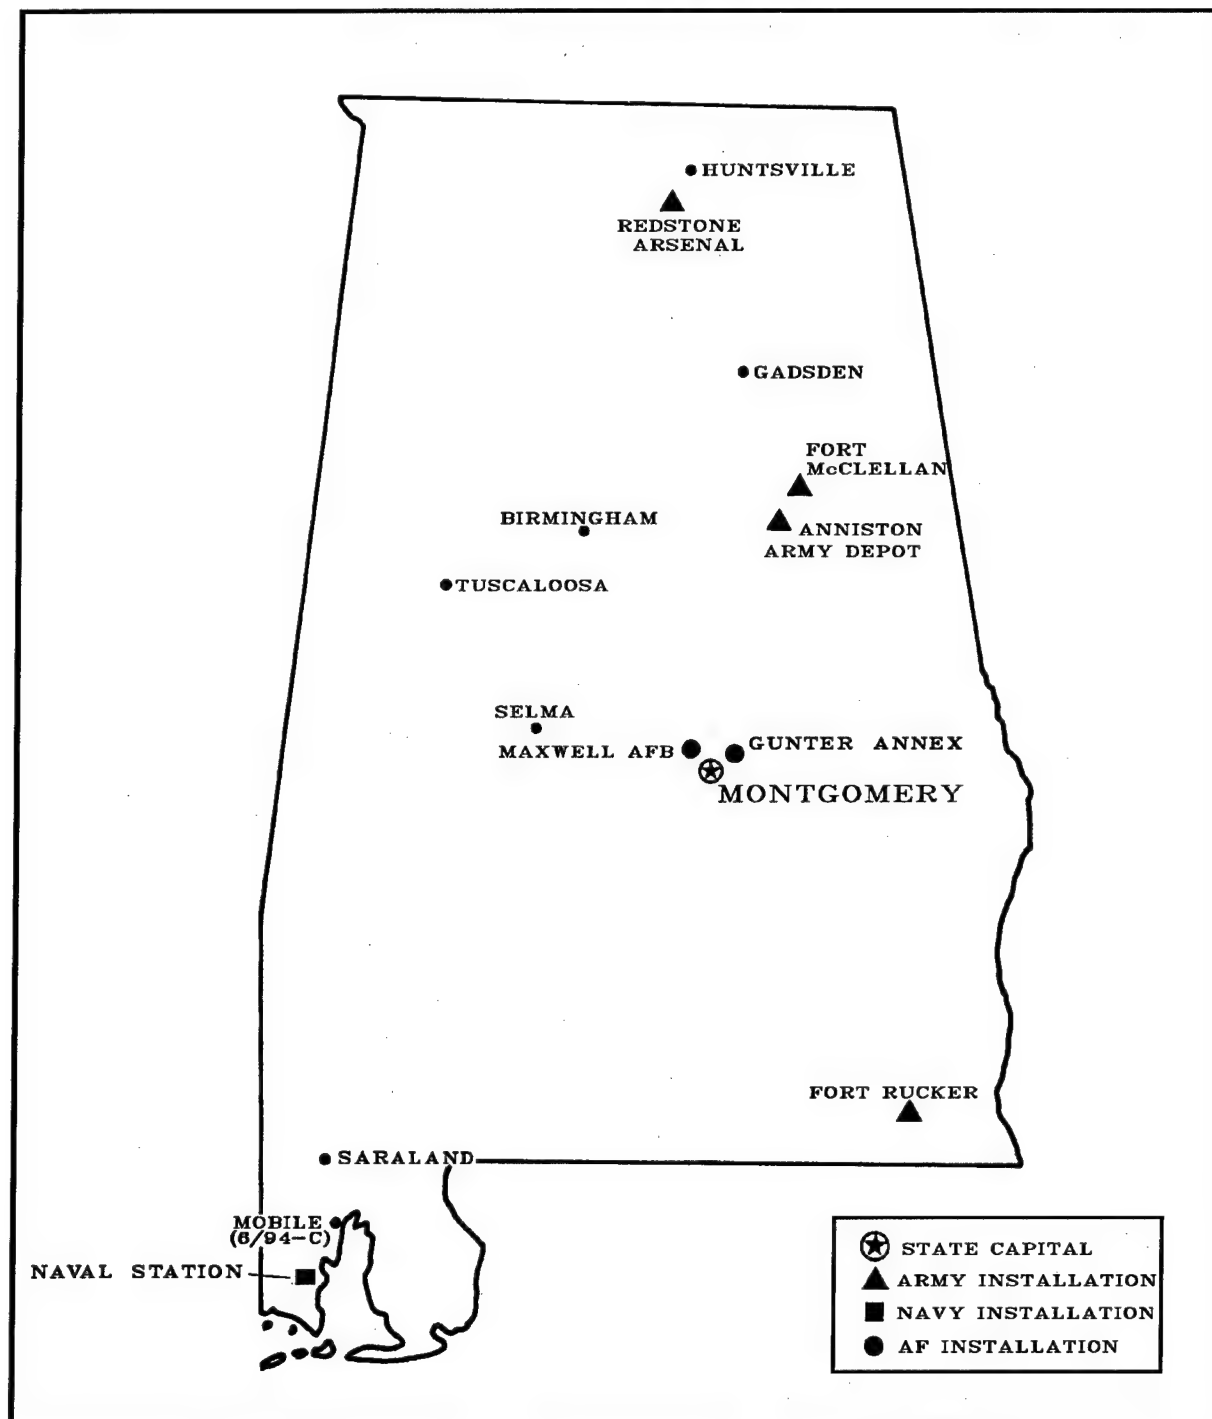 HUNTSVILLE
REDSTONE
ARSENAL
GADSDEN
FORT
McCLELLAN
BIRMINGHAM
ANNISTON
ARMY DEPOT
TUSCALOOSA
SELMA
MAXWELL AFB
GUNTER ANNEX
MONTGOMERY
FORT RUCKER
SARALAND
MOBILE
(6/94-C)
NAVAL STATION
STATE CAPITAL
ARMY INSTALLATION
NAVY INSTALLATION
AF INSTALLATION